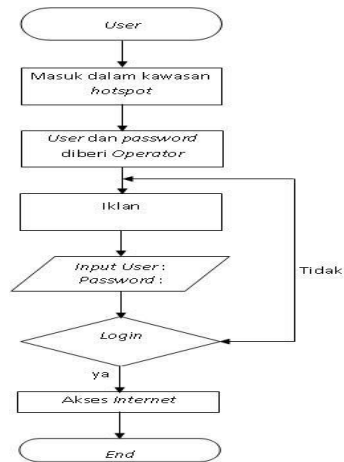 User
Masuk dalam kawasan
hotspot
User dan password
diberi Operator
Iklan
Input User :
Password :
Tidak
Login
ya
Akses Internet
End